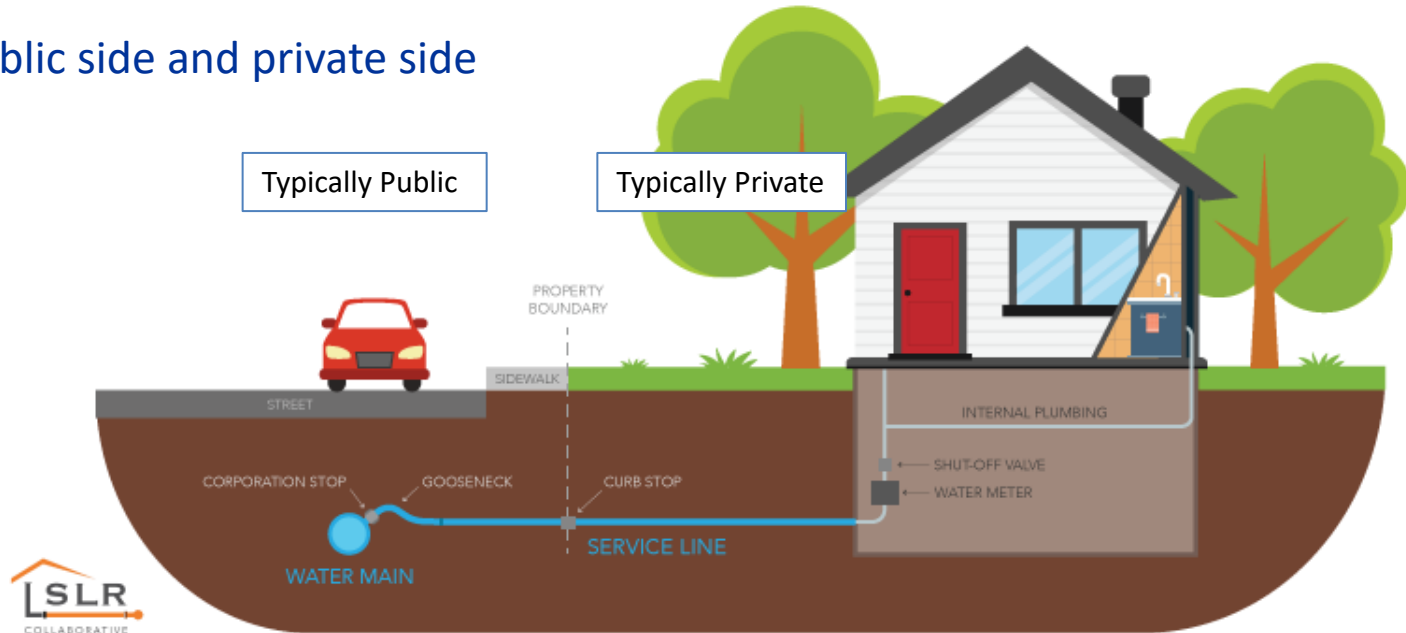 blic side and private side
Typically Public
Typically Private
PROPERTY
BOUNDARY
SIDEWALK
STREET
INTERNAL PLUMBING
SHUT-OFF VALVE
WATER METER
CORPORATION STOP
GOOSENECK
CURB STOP
SERVICE LINE
WATER MAIN
LSLR
COLLABORATIVE